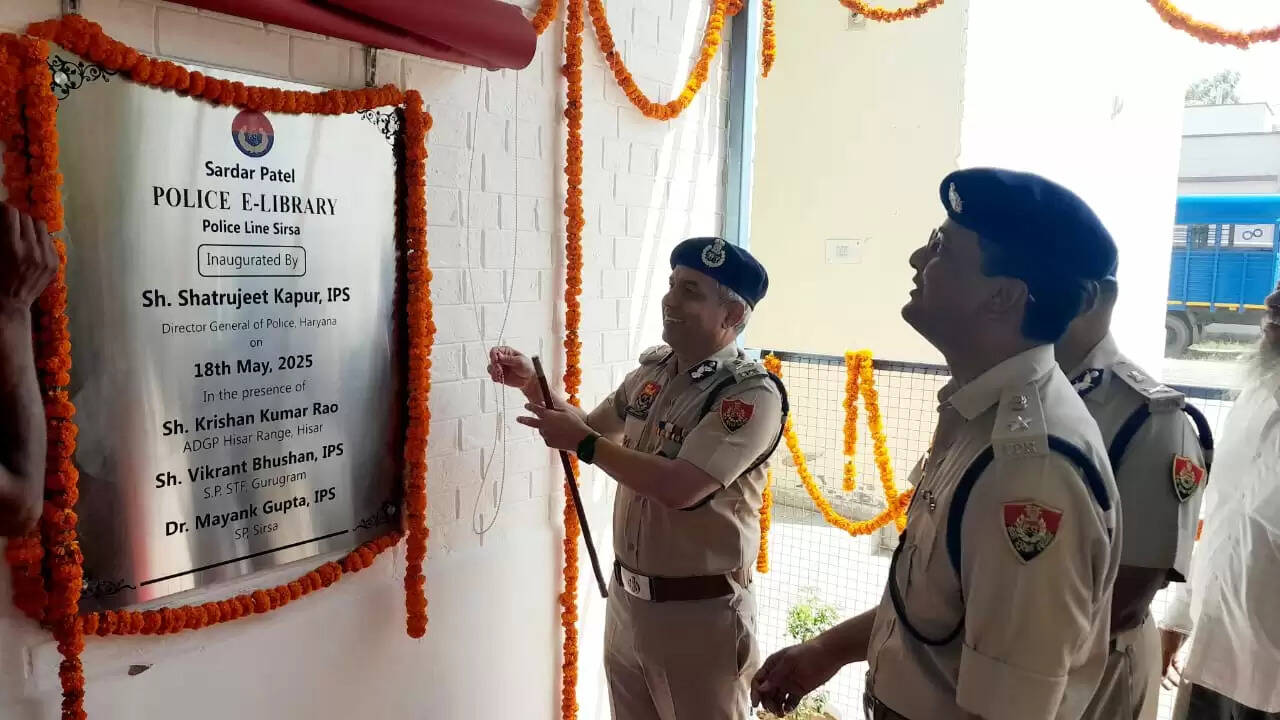 Sardar Patel
POLICE E-LIBRARY
Police Line Sirsa
Inaugurated By
Sh. Shatrujeet Kapur, IPS
Director General of Police, Haryana
on
18th May, 2025
In the presence of
Sh. Krishan Kumar Rao
ADGP Hisar Range, Hisar
Sh. Vikrant Bhushan, IPS
S.P. STF, Gurugram
Dr. Mayank Gupta, IPS
SP, Sirsa